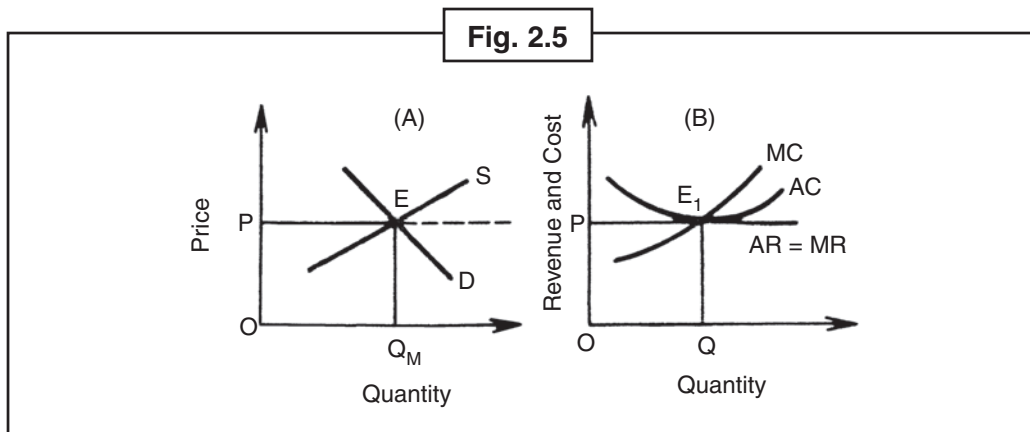 Fig. 2.5
(A)
Price
P
E
S
D
O
Q_M
Quantity
(B)
Revenue and Cost
P
E_1
MC
AC
AR = MR
O
Q
Quantity